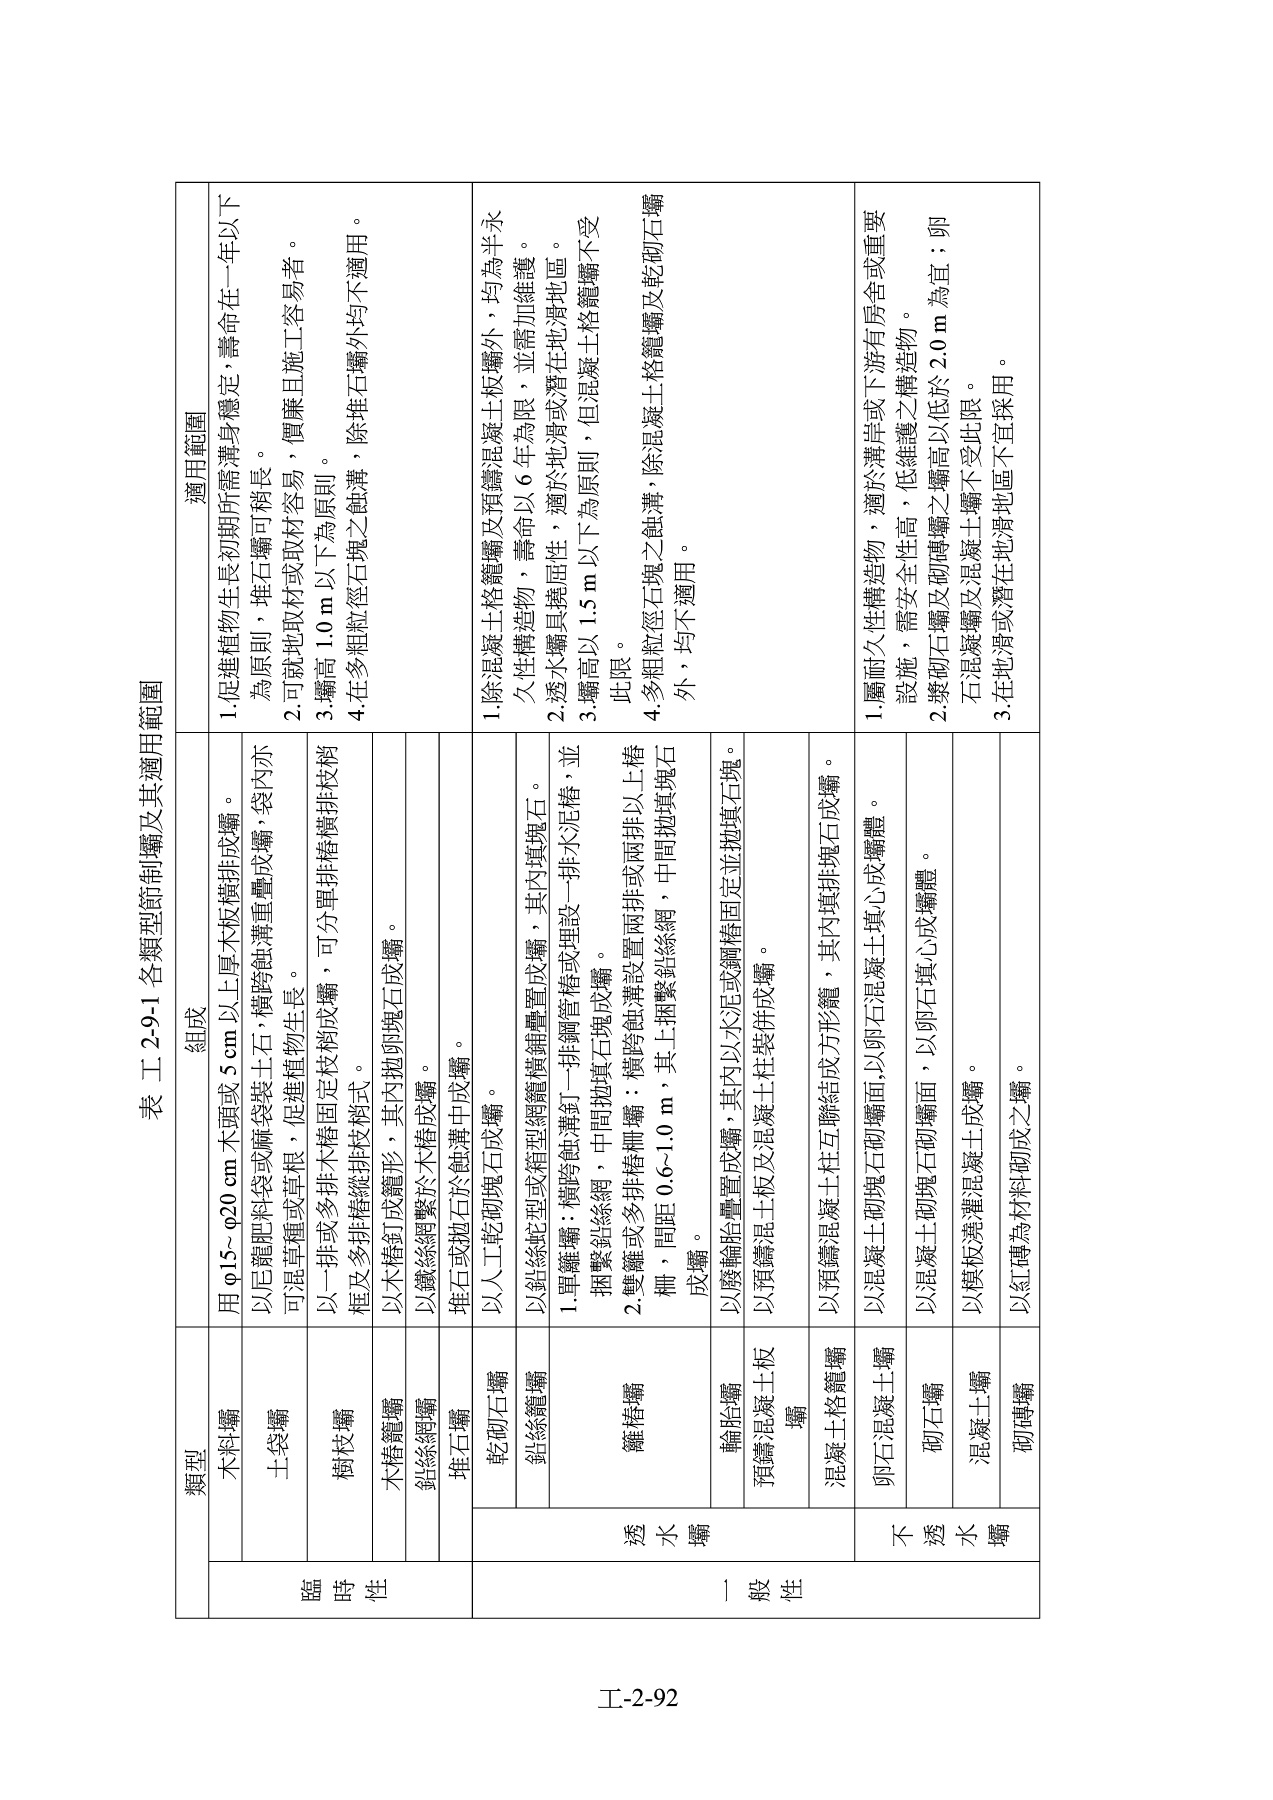 表 工 2-9-1 各類型節制壩及其適用範圍
類型
組成
適用範圍
臨
時
性
木料壩
用 φ15~ φ20 cm 木頭或 5 cm 以上厚木板橫排成壩。
土袋壩
以尼龍肥料袋或麻袋裝土石，橫跨蝕溝重疊成壩，袋內亦
可混草種或草根，促進植物生長。
樹枝壩
以一排或多排木樁固定枝梢成壩，可分單排樁橫排枝梢
框及多排樁縱排枝梢式。
木樁籠壩
以木樁釘成籠形，其內拋卵塊石成壩。
鉛絲網壩
以鐵絲網繫於木樁成壩。
堆石壩
堆石或拋石於蝕溝中成壩。
1.促進植物生長初期所需溝身穩定，壽命在一年以下
為原則，堆石壩可稍長。
2.可就地取材或取材容易，價廉且施工容易者。
3.壩高 1.0 m 以下為原則。
4.在多粗粒徑石塊之蝕溝，除堆石壩外均不適用。
一
般
性
透
水
壩
乾砌石壩
以人工乾砌塊石成壩。
鉛絲籠壩
以鉛絲蛇型或箱型網籠橫鋪疊置成壩，其內填塊石。
籬樁壩
1.單籬壩：橫跨蝕溝釘一排鋼管樁或埋設一排水泥樁，並
捆繫鉛絲網，中間拋填石塊成壩。
2.雙籬或多排樁柵壩：橫跨蝕溝設置兩排或兩排以上樁
柵，間距 0.6~1.0 m，其上捆繫鉛絲網，中間拋填塊石
成壩。
輪胎壩
以廢輪胎疊置成壩，其內以水泥或鋼樁固定並拋填石塊。
預鑄混凝土板
壩
以預鑄混土板及混凝土柱裝併成壩。
混凝土格籠壩
以預鑄混凝土柱互聯結成方形籠，其內填排塊石成壩。
1.除混凝土格籠壩及預鑄混凝土板壩外，均為半永
久性構造物，壽命以 6 年為限，並需加維護。
2.透水壩具撓屈性，適於地滑或潛在地滑地區。
3.壩高以 1.5 m 以下為原則，但混凝土格籠壩不受
此限。
4.多粗粒徑石塊之蝕溝，除混凝土格籠壩及乾砌石壩
外，均不適用。
不
透
水
壩
卵石混凝土壩
以混凝土砌塊石砌壩面,以卵石混凝土填心成壩體。
砌石壩
以混凝土砌塊石砌壩面，以卵石填心成壩體。
混凝土壩
以模板澆灌混凝土成壩。
砌磚壩
以紅磚為材料砌成之壩。
1.屬耐久性構造物，適於溝岸或下游有房舍或重要
設施，需安全性高，低維護之構造物。
2.漿砌石壩及砌磚壩之壩高以低於 2.0 m 為宜；卵
石混凝壩及混凝土壩不受此限。
3.在地滑或潛在地滑地區不宜採用。
工-2-92